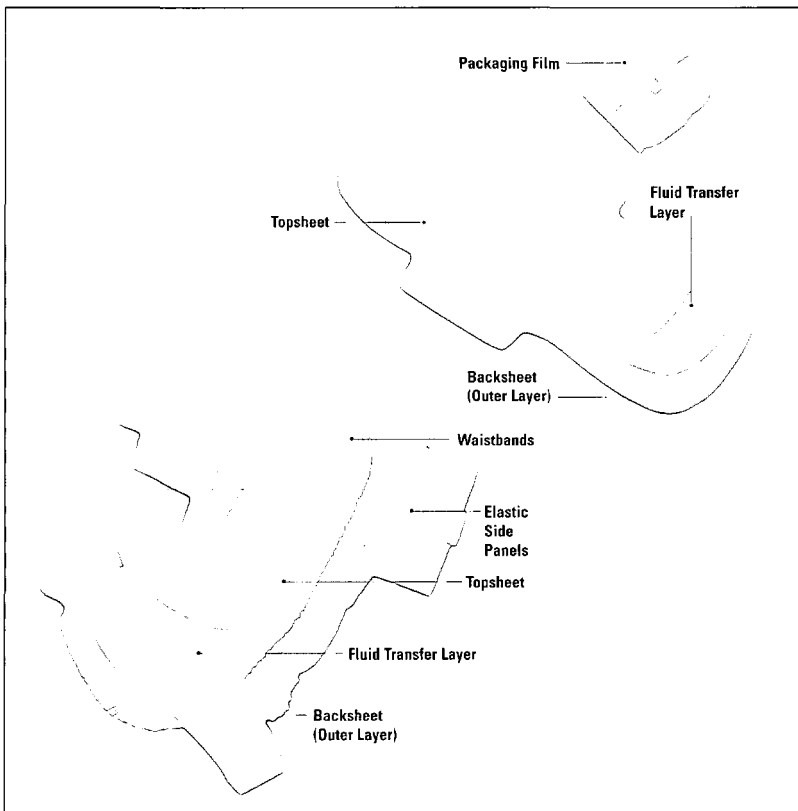 Packaging Film
Fluid Transfer
Layer
Topsheet
Backsheet
(Outer Layer)
Waistbands
Elastic
Side
Panels
Topsheet
Fluid Transfer Layer
Backsheet
(Outer Layer)